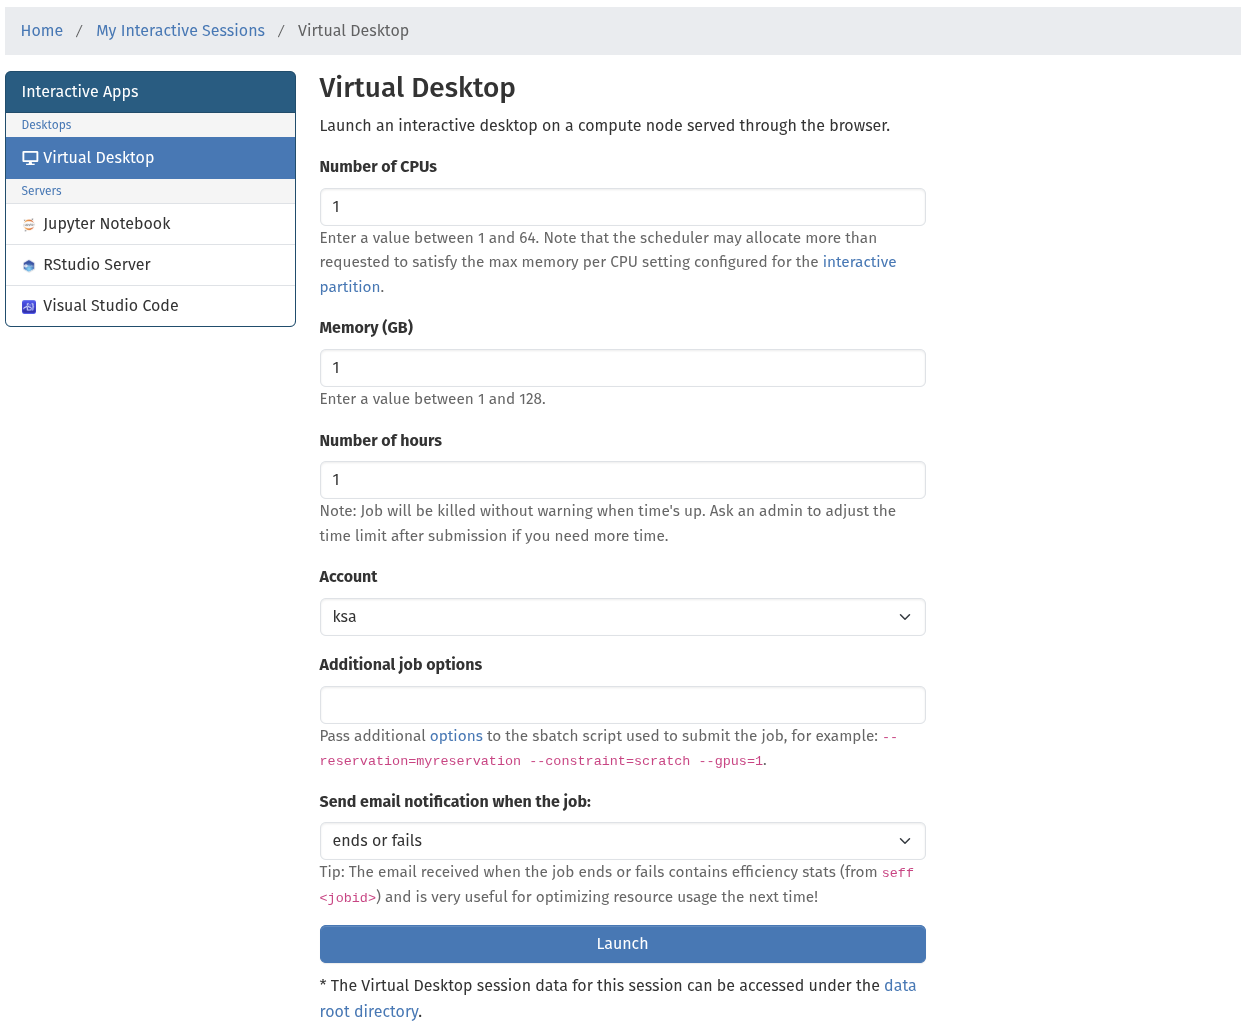 Home / My Interactive Sessions / Virtual Desktop
Interactive Apps
Desktops
Virtual Desktop
Servers
Jupyter Notebook
RStudio Server
Visual Studio Code
Virtual Desktop
Launch an interactive desktop on a compute node served through the browser.
Number of CPUs
1
Enter a value between 1 and 64. Note that the scheduler may allocate more than
requested to satisfy the max memory per CPU setting configured for the interactive
partition.
Memory (GB)
1
Enter a value between 1 and 128.
Number of hours
1
Note: Job will be killed without warning when time's up. Ask an admin to adjust the
time limit after submission if you need more time.
Account
ksa
Additional job options
Pass additional options to the sbatch script used to submit the job, for example: --
reservation=myreservation --constraint=scratch --gpus=1.
Send email notification when the job:
ends or fails
Tip: The email received when the job ends or fails contains efficiency stats (from seff
<jobid>) and is very useful for optimizing resource usage the next time!
Launch
* The Virtual Desktop session data for this session can be accessed under the data
root directory.